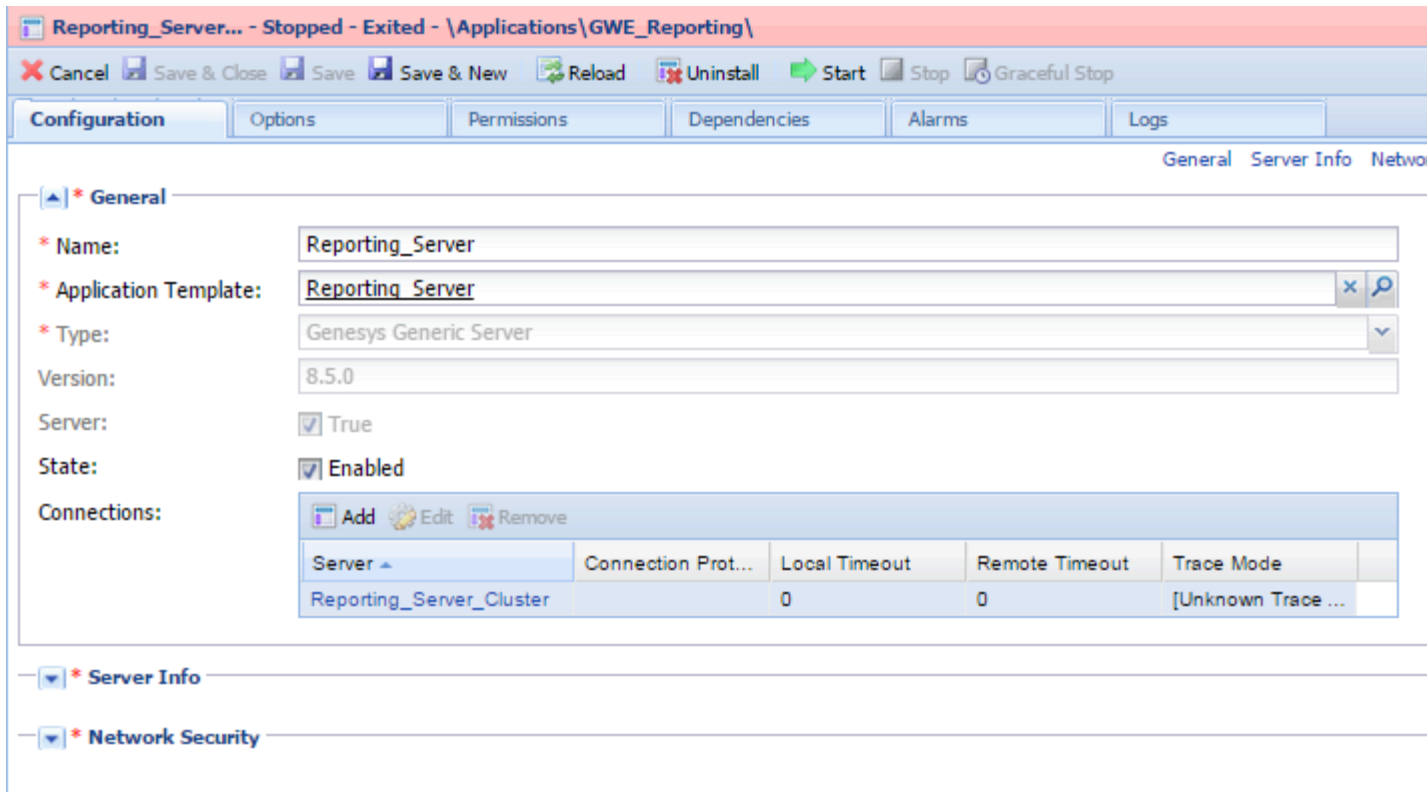 Reporting_Server... - Stopped - Exited - \Applications\GWE_Reporting\
Cancel Save & Close Save Save & New Reload Uninstall Start Stop Graceful Stop
Configuration Options Permissions Dependencies Alarms Logs
General Server Info Networ
* General
* Name: Reporting_Server
* Application Template: Reporting_Server
* Type: Genesys Generic Server
Version: 8.5.0
Server: True
State: Enabled
Connections: Add Edit Remove
Server Connection Prot... Local Timeout Remote Timeout Trace Mode
Reporting_Server_Cluster 0 0 [Unknown Trace ...
* Server Info
* Network Security